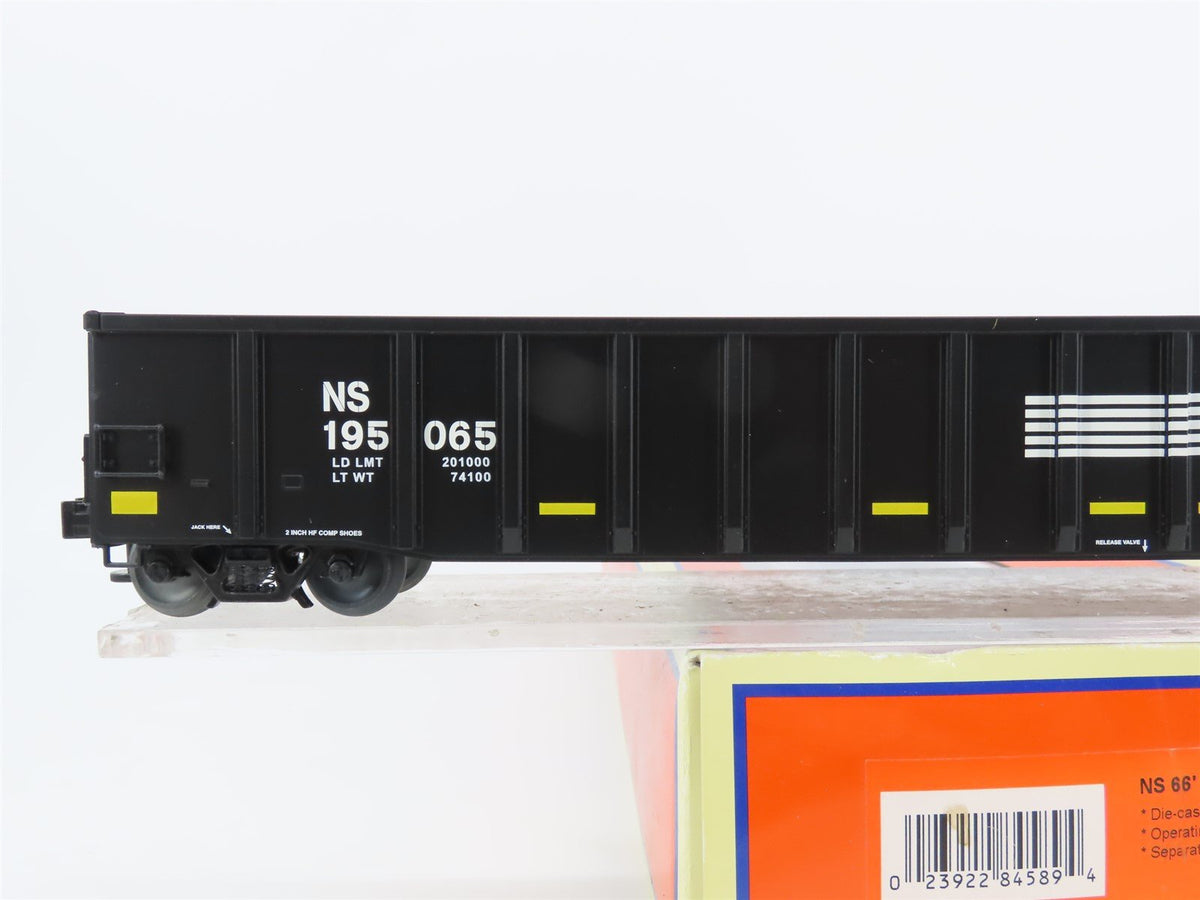 NS
195 065
LD LMT 201000
LT WT 74100
JACK HERE
2 INCH HF COMP SHOES
RELEASE VALVE
NS 66'
* Die-cas
* Operati
* Separat
0 23922 84589 4